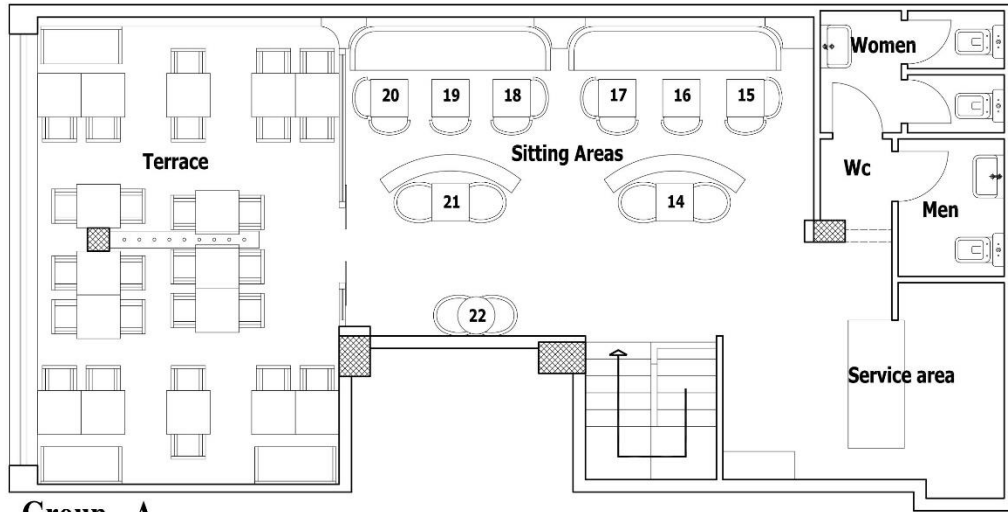 Women
20 19 18 17 16 15
Sitting Areas
Terrace
Wc
21 14
Men
22
Service area
Group A